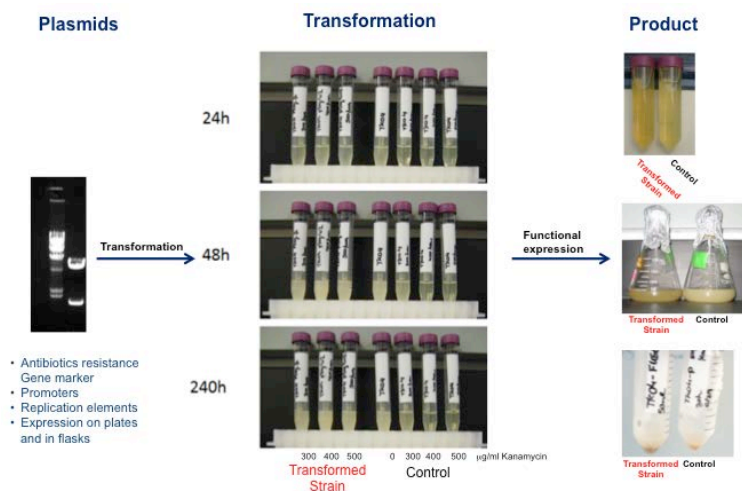 Plasmids
Transformation
Product
24h
48h
240h
Transformation
Functional
expression
Transformed
Strain
Control
Transformed
Strain
Control
Transformed
Strain
Control
• Antibiotics resistance
Gene marker
• Promoters
• Replication elements
• Expression on plates
and in flasks
300 400 500 0 300 400 500 µg/ml Kanamycin
Transformed
Strain
Control